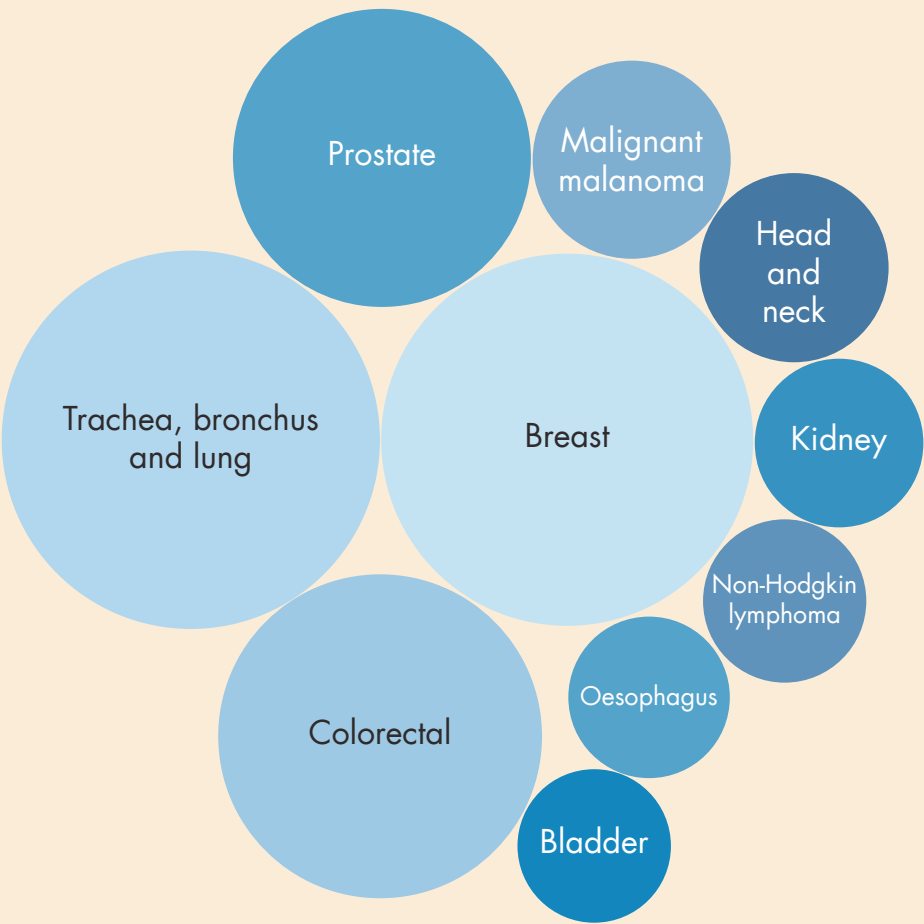 Prostate
Malignant
malanoma
Head
and
neck
Trachea, bronchus
and lung
Breast
Kidney
Non-Hodgkin
lymphoma
Oesophagus
Colorectal
Bladder